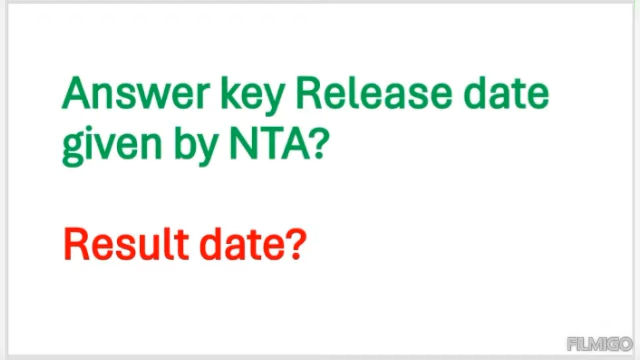 Answer key Release date
given by NTA?
Result date?
FILMIGO